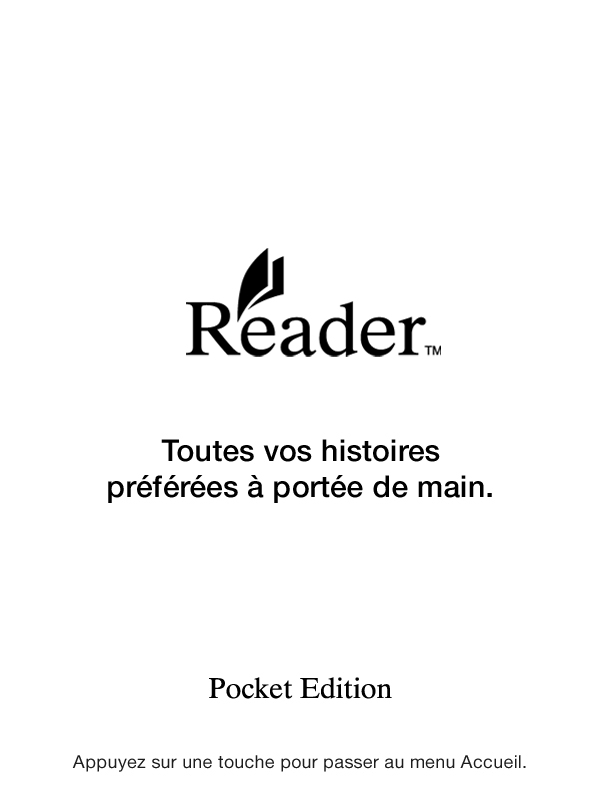 Reader™
Toutes vos histoires
préférées à portée de main.
Pocket Edition
Appuyez sur une touche pour passer au menu Accueil.